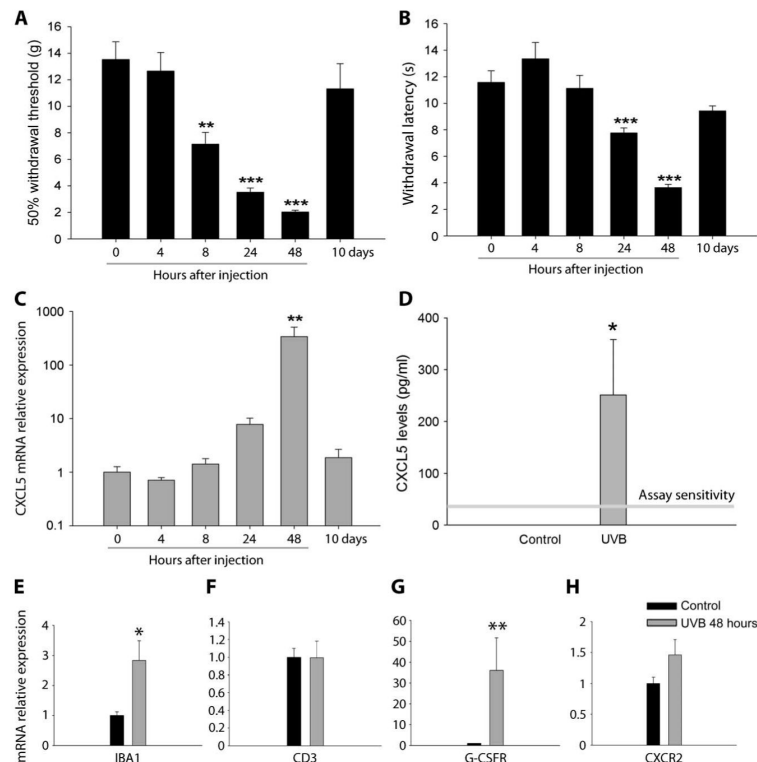 A
50% withdrawal threshold (g)
16
14
12
10
8
6
4
2
0
**
***
***
0 4 8 24 48 10 days
Hours after injection
B
Withdrawal latency (s)
16
14
12
10
8
6
4
2
0
***
***
0 4 8 24 48 10 days
Hours after injection
C
CXCL5 mRNA relative expression
1000
100
10
1
0.1
**
0 4 8 24 48 10 days
Hours after injection
D
CXCL5 levels (pg/ml)
400
300
250
100
50
0
*
Assay sensitivity
Control UVB
E
mRNA relative expression
4
3
2
1
0
*
IBA1
F
1.4
1.2
1.0
0.8
0.6
0.4
0.2
0
CD3
G
60
50
40
30
20
10
0
**
G-CSFR
H
2
1.5
1
0.5
0
CXCR2
Control
UVB 48 hours